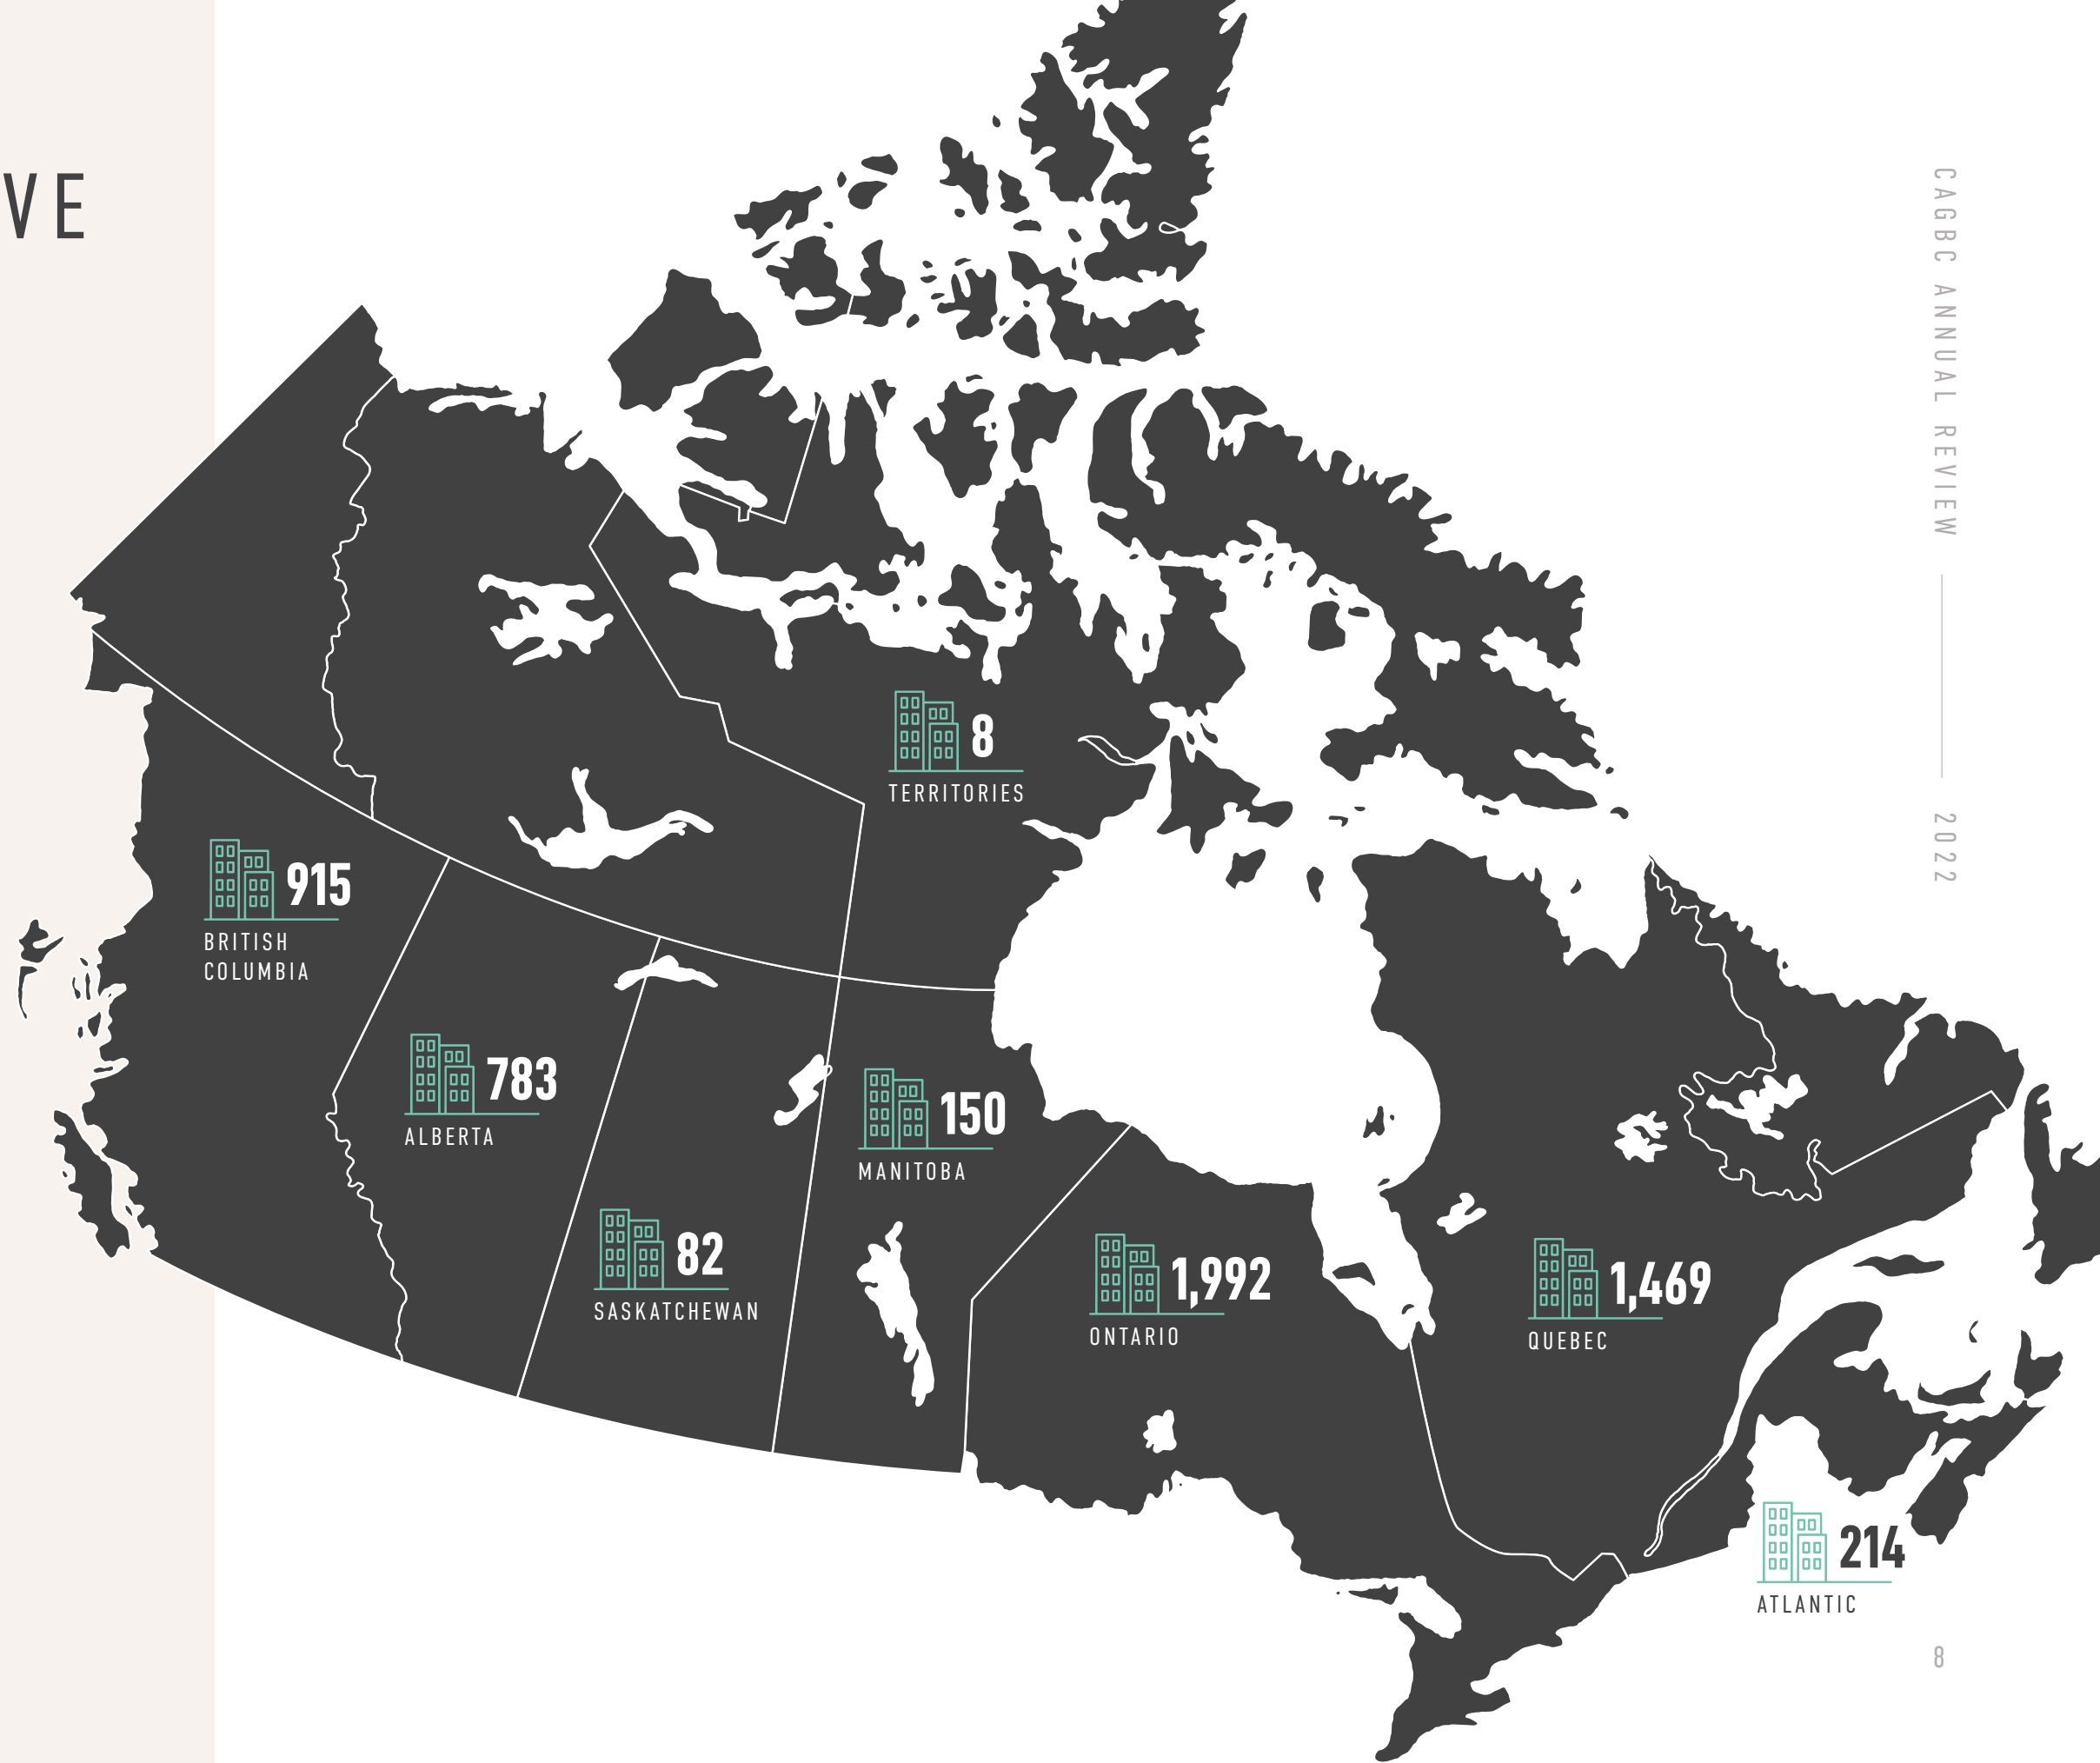 VE
8
TERRITORIES
915
BRITISH
COLUMBIA
783
ALBERTA
150
MANITOBA
82
SASKATCHEWAN
1,992
ONTARIO
1,469
QUEBEC
214
ATLANTIC
CAGBC ANNUAL REVIEW
2022
8